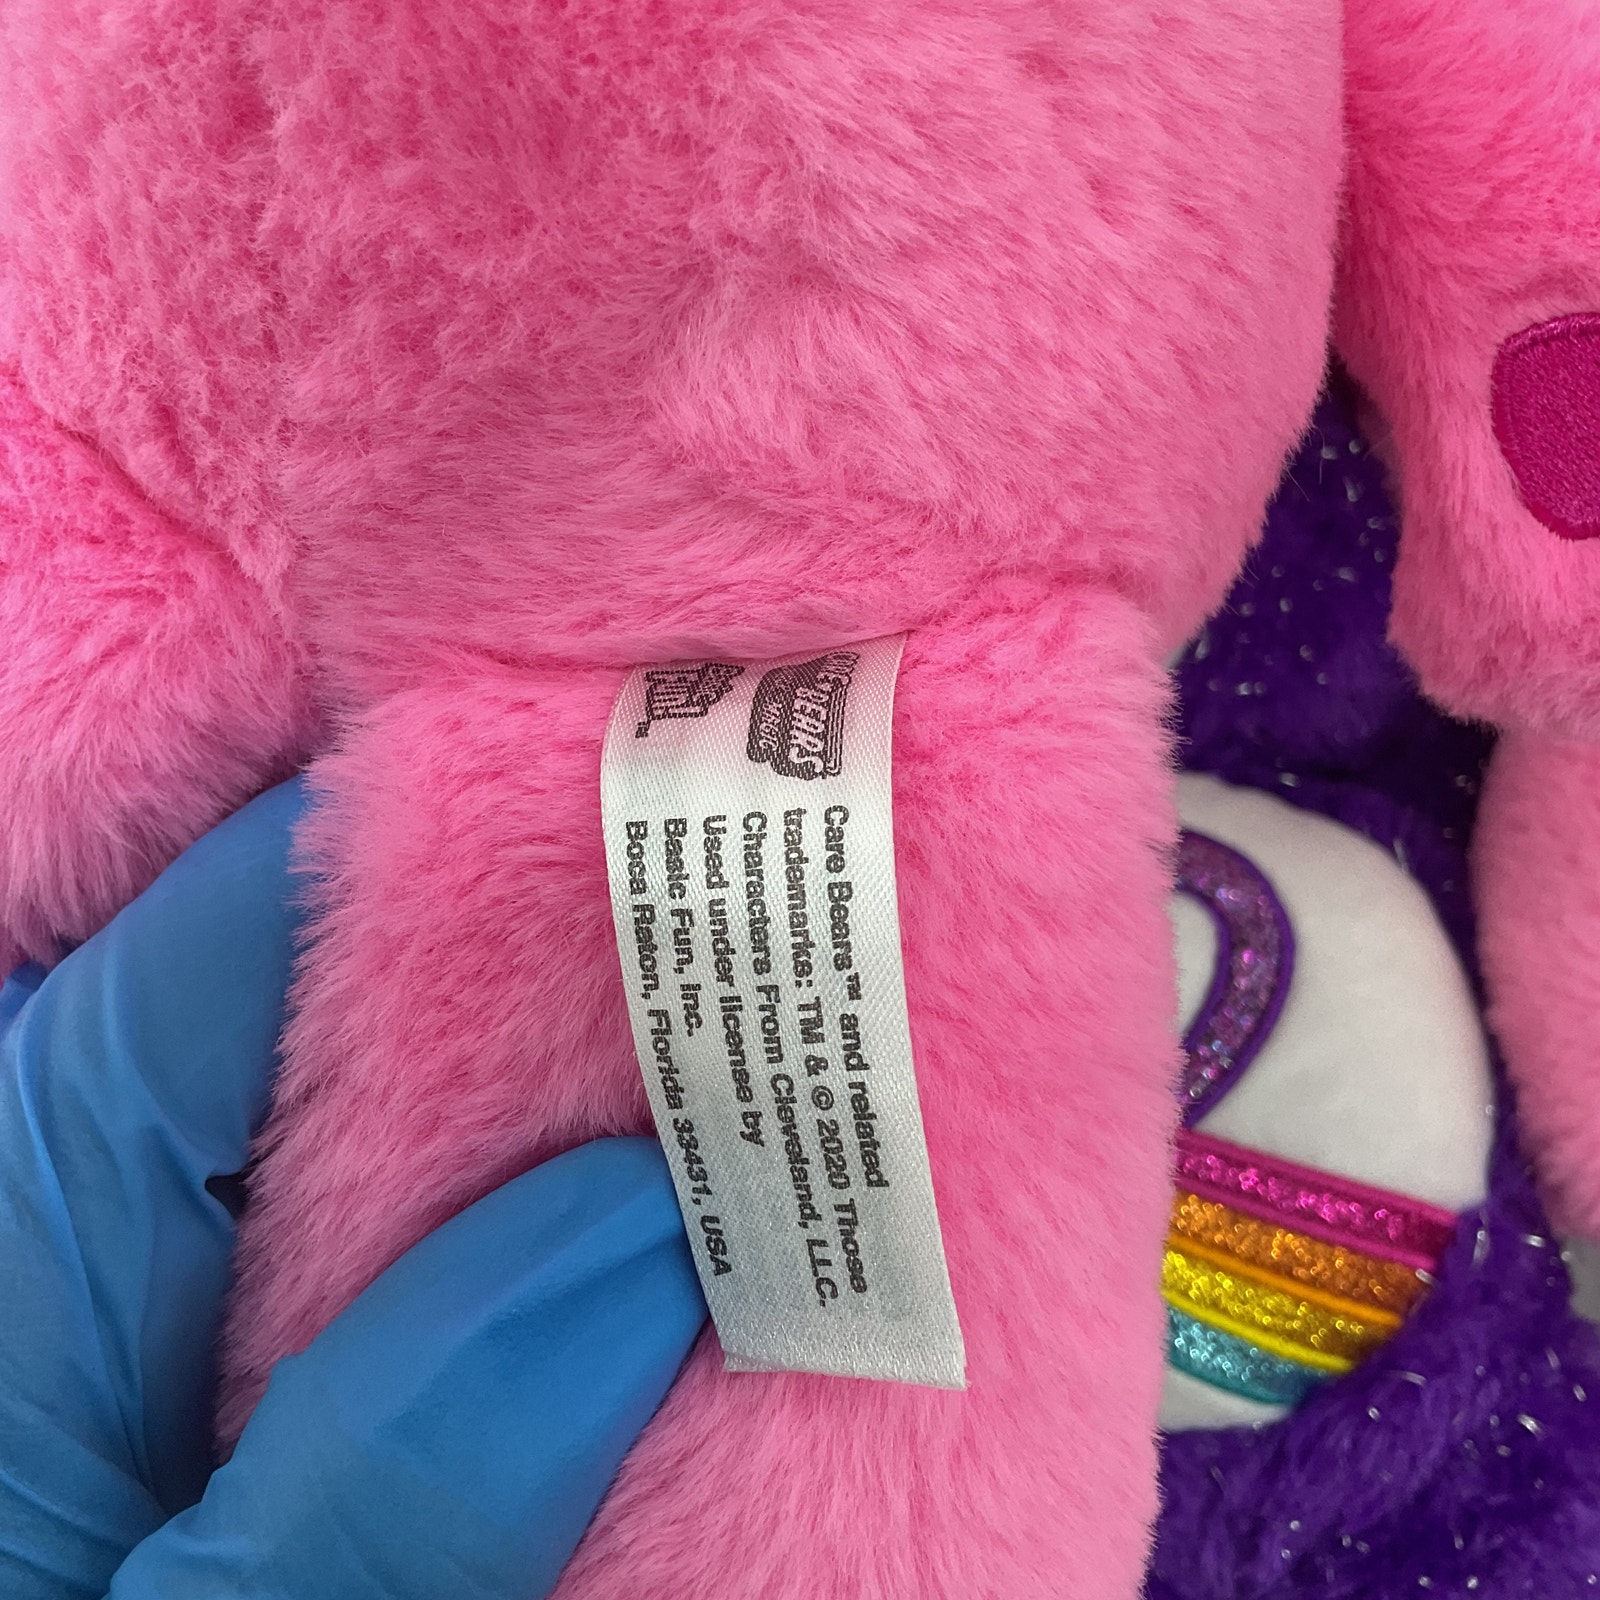 Care Bears™ and related
trademarks: TM & © 2020 Those
Characters From Cleveland, LLC.
Used under license by
Basic Fun, Inc.
Boca Raton, Florida 33431, USA